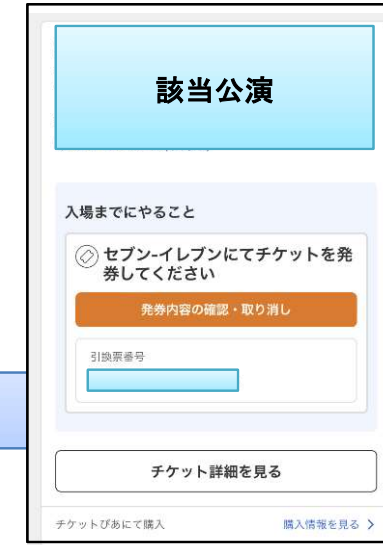 該当公演
入場までにやること
セブン-イレブンにてチケットを発
券してください
発券内容の確認・取り消し
引換票番号
チケット詳細を見る
チケットぴあにて購入
購入情報を見る >